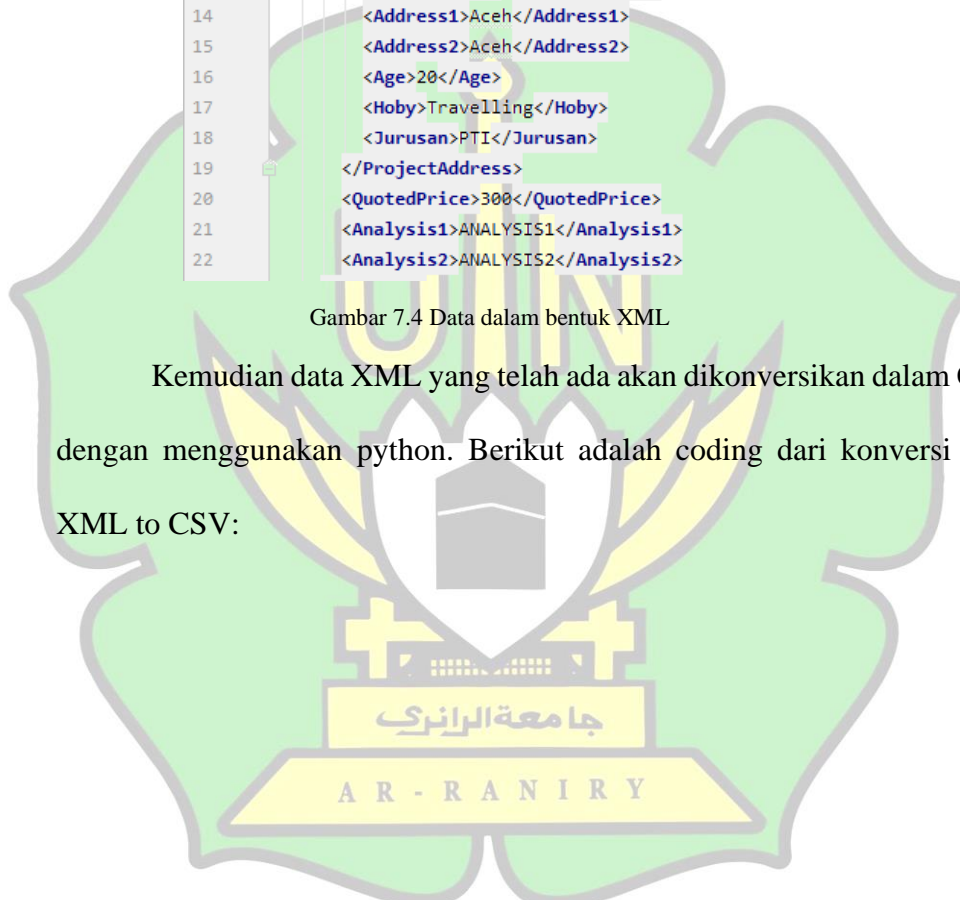 14 <Address1>Aceh</Address1>
15 <Address2>Aceh</Address2>
16 <Age>20</Age>
17 <Hoby>Travelling</Hoby>
18 <Jurusan>PTI</Jurusan>
19 </ProjectAddress>
20 <QuotedPrice>300</QuotedPrice>
21 <Analysis1>ANALYSIS1</Analysis1>
22 <Analysis2>ANALYSIS2</Analysis2>
UIN
Gambar 7.4 Data dalam bentuk XML
Kemudian data XML yang telah ada akan dikonversikan dalam
dengan menggunakan python. Berikut adalah coding dari konversi
XML to CSV:
جامعة الرانري
AR-RANIRY